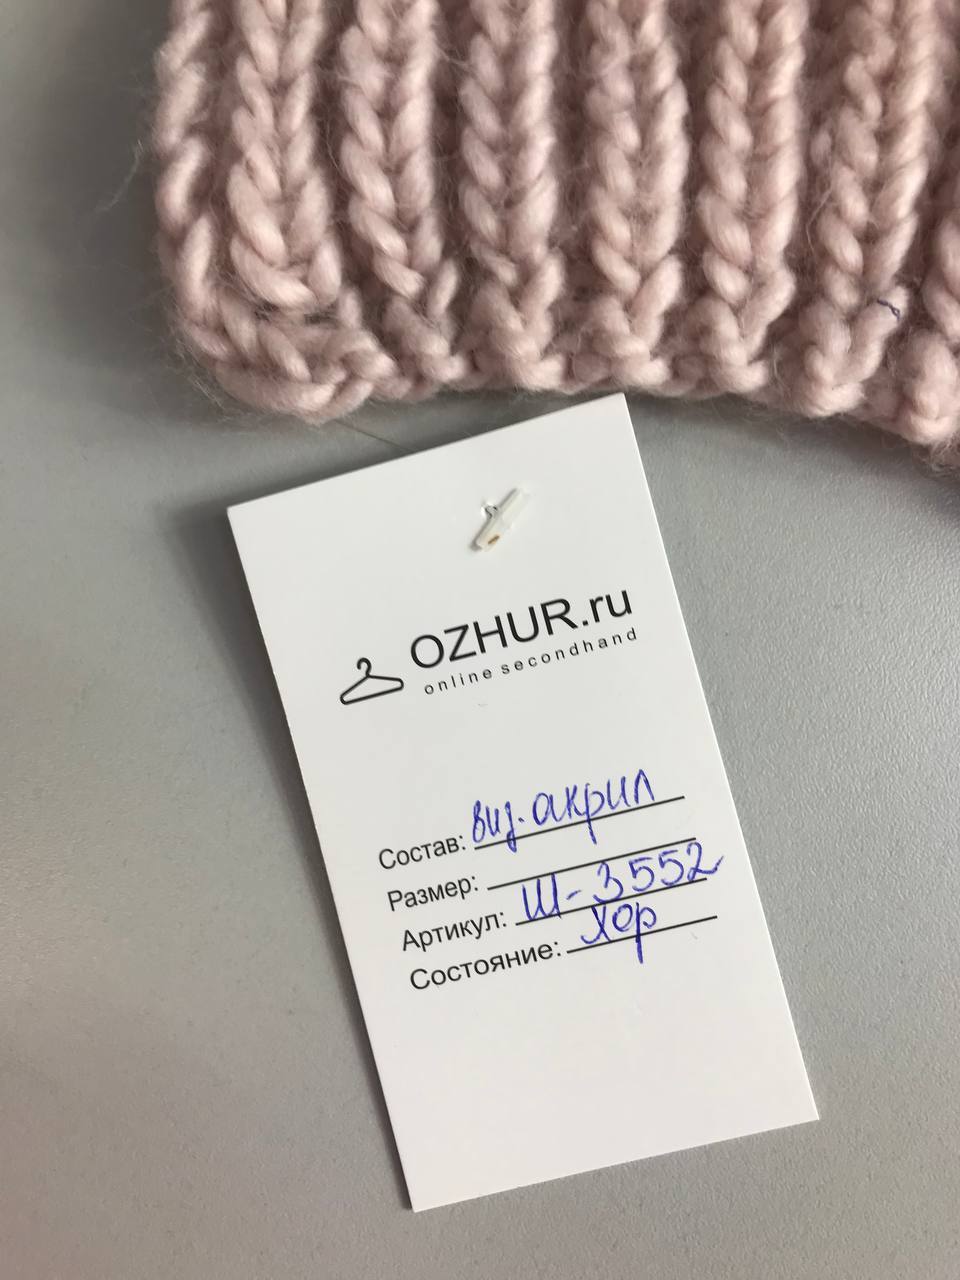 OZHUR.ru
online secondhand
Состав: виз. акрил
Размер:
Артикул: Ш-3552
Состояние: хор